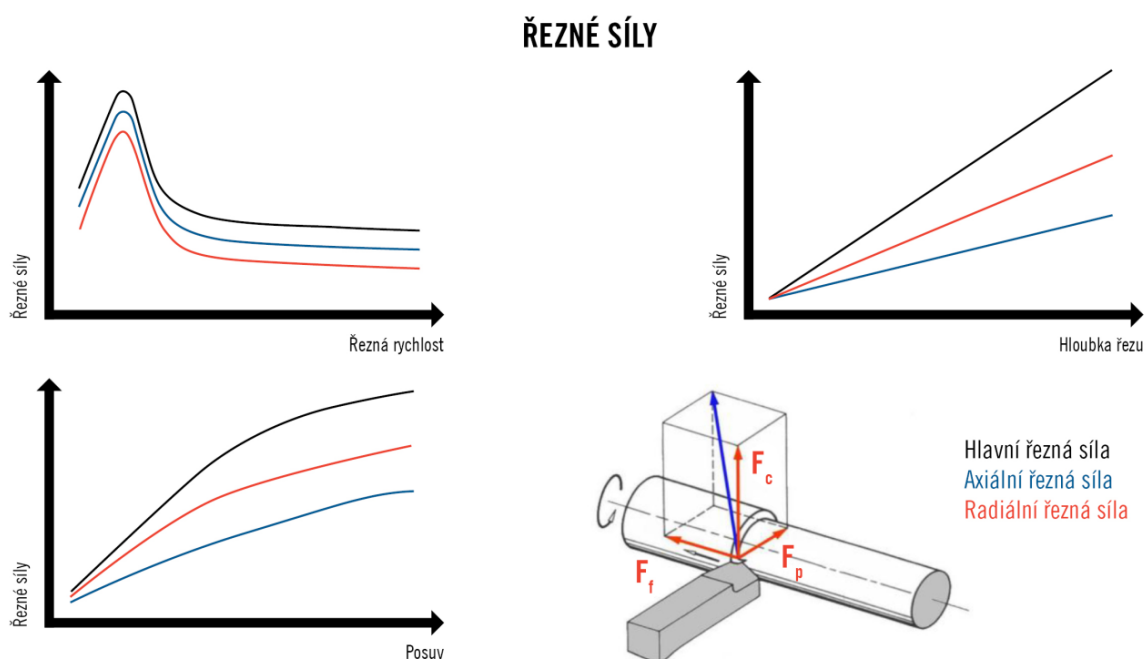 ŘEZNÉ SÍLY
Řezné síly
Řezná rychlost
Řezné síly
Hloubka řezu
Řezné síly
Posuv
Fc
Ff
Fp
Hlavní řezná síla
Axiální řezná síla
Radiální řezná síla